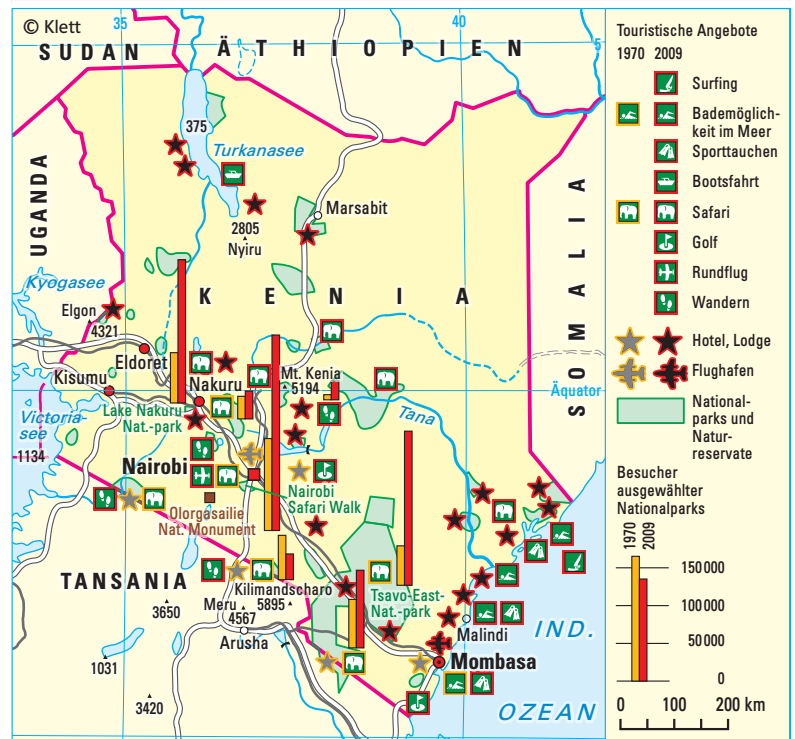 © Klett
35
40
5
SUDAN
ÄTHIOPIEN
375
Turkanasee
UGANDA
Marsabit
2805
Nyiru
SOMALIA
Kyogasee
KENIA
Elgon
4321
Eldoret
Kisumu
Nakuru
Mt. Kenia
5194
Äquator
Lake Nakuru
Nat.-park
Victoria-
see
1134
Tana
Nairobi
Nairobi
Safari Walk
Olorgesailie
Nat. Monument
TANSANIA
Kilimandscharo
5895
Tsavo-East-
Nat.-park
3650
Meru
4567
Arusha
Malindi
IND.
1031
Mombasa
3420
OZEAN
Touristische Angebote
1970 2009
Surfing
Bademöglich-
keit im Meer
Sporttauchen
Bootsfahrt
Safari
Golf
Rundflug
Wandern
Hotel, Lodge
Flughafen
National-
parks und
Natur-
reservate
Besucher
ausgewählter
Nationalparks
1970
2009
150000
100000
50000
0
0 100 200 km